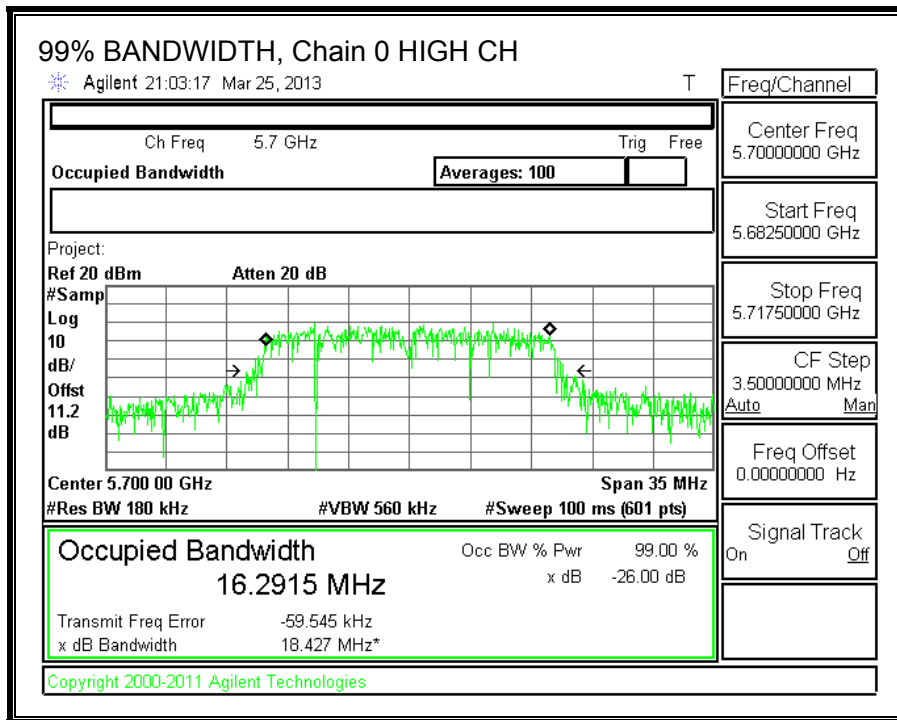 99% BANDWIDTH, Chain 0 HIGH CH
Agilent 21:03:17 Mar 25, 2013 T
Freq/Channel
Ch Freq 5.7 GHz Trig Free
Occupied Bandwidth Averages: 100
Project:
Ref 20 dBm Atten 20 dB
#Samp
Log
10
dB/
Offst
11.2
dB
Center 5.700 00 GHz Span 35 MHz
#Res BW 180 kHz #VBW 560 kHz #Sweep 100 ms (601 pts)
Occupied Bandwidth
16.2915 MHz
Occ BW % Pwr 99.00 %
x dB -26.00 dB
Transmit Freq Error -59.545 kHz
x dB Bandwidth 18.427 MHz*
Copyright 2000-2011 Agilent Technologies
Center Freq
5.70000000 GHz
Start Freq
5.68250000 GHz
Stop Freq
5.71750000 GHz
CF Step
3.50000000 MHz
Auto Man
Freq Offset
0.00000000 Hz
Signal Track
On Off